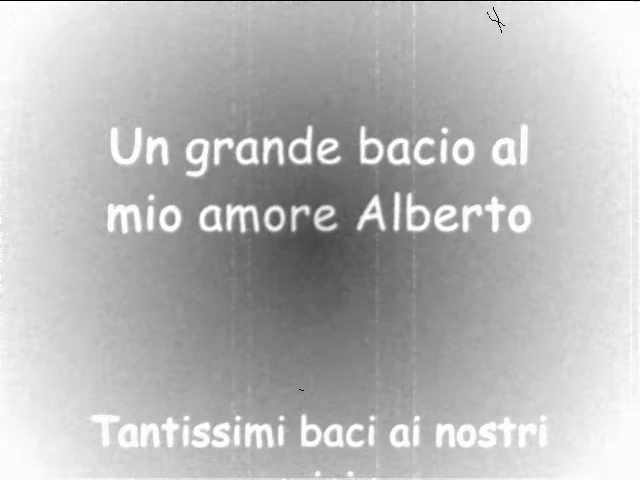 Un grande bacio al
mio amore Alberto
Tantissimi baci ai nostri